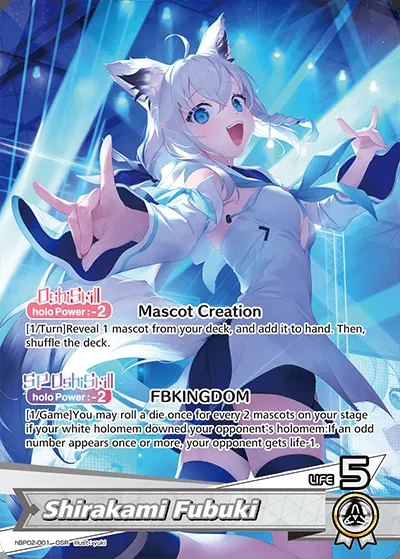 Oshi Skill
holo Power:-2
Mascot Creation
[1/Turn]Reveal 1 mascot from your deck, and add it to hand. Then,
shuffle the deck.
SP Oshi Skill
holo Power:-2
FBKINGDOM
[1/Game]You may roll a die once for every 2 mascots on your stage
if your white holomem downed your opponent's holomem:If an odd
number appears once or more, your opponent gets life-1.
LIFE 5
Shirakami Fubuki
hBP02-001 OSR illust:yuki